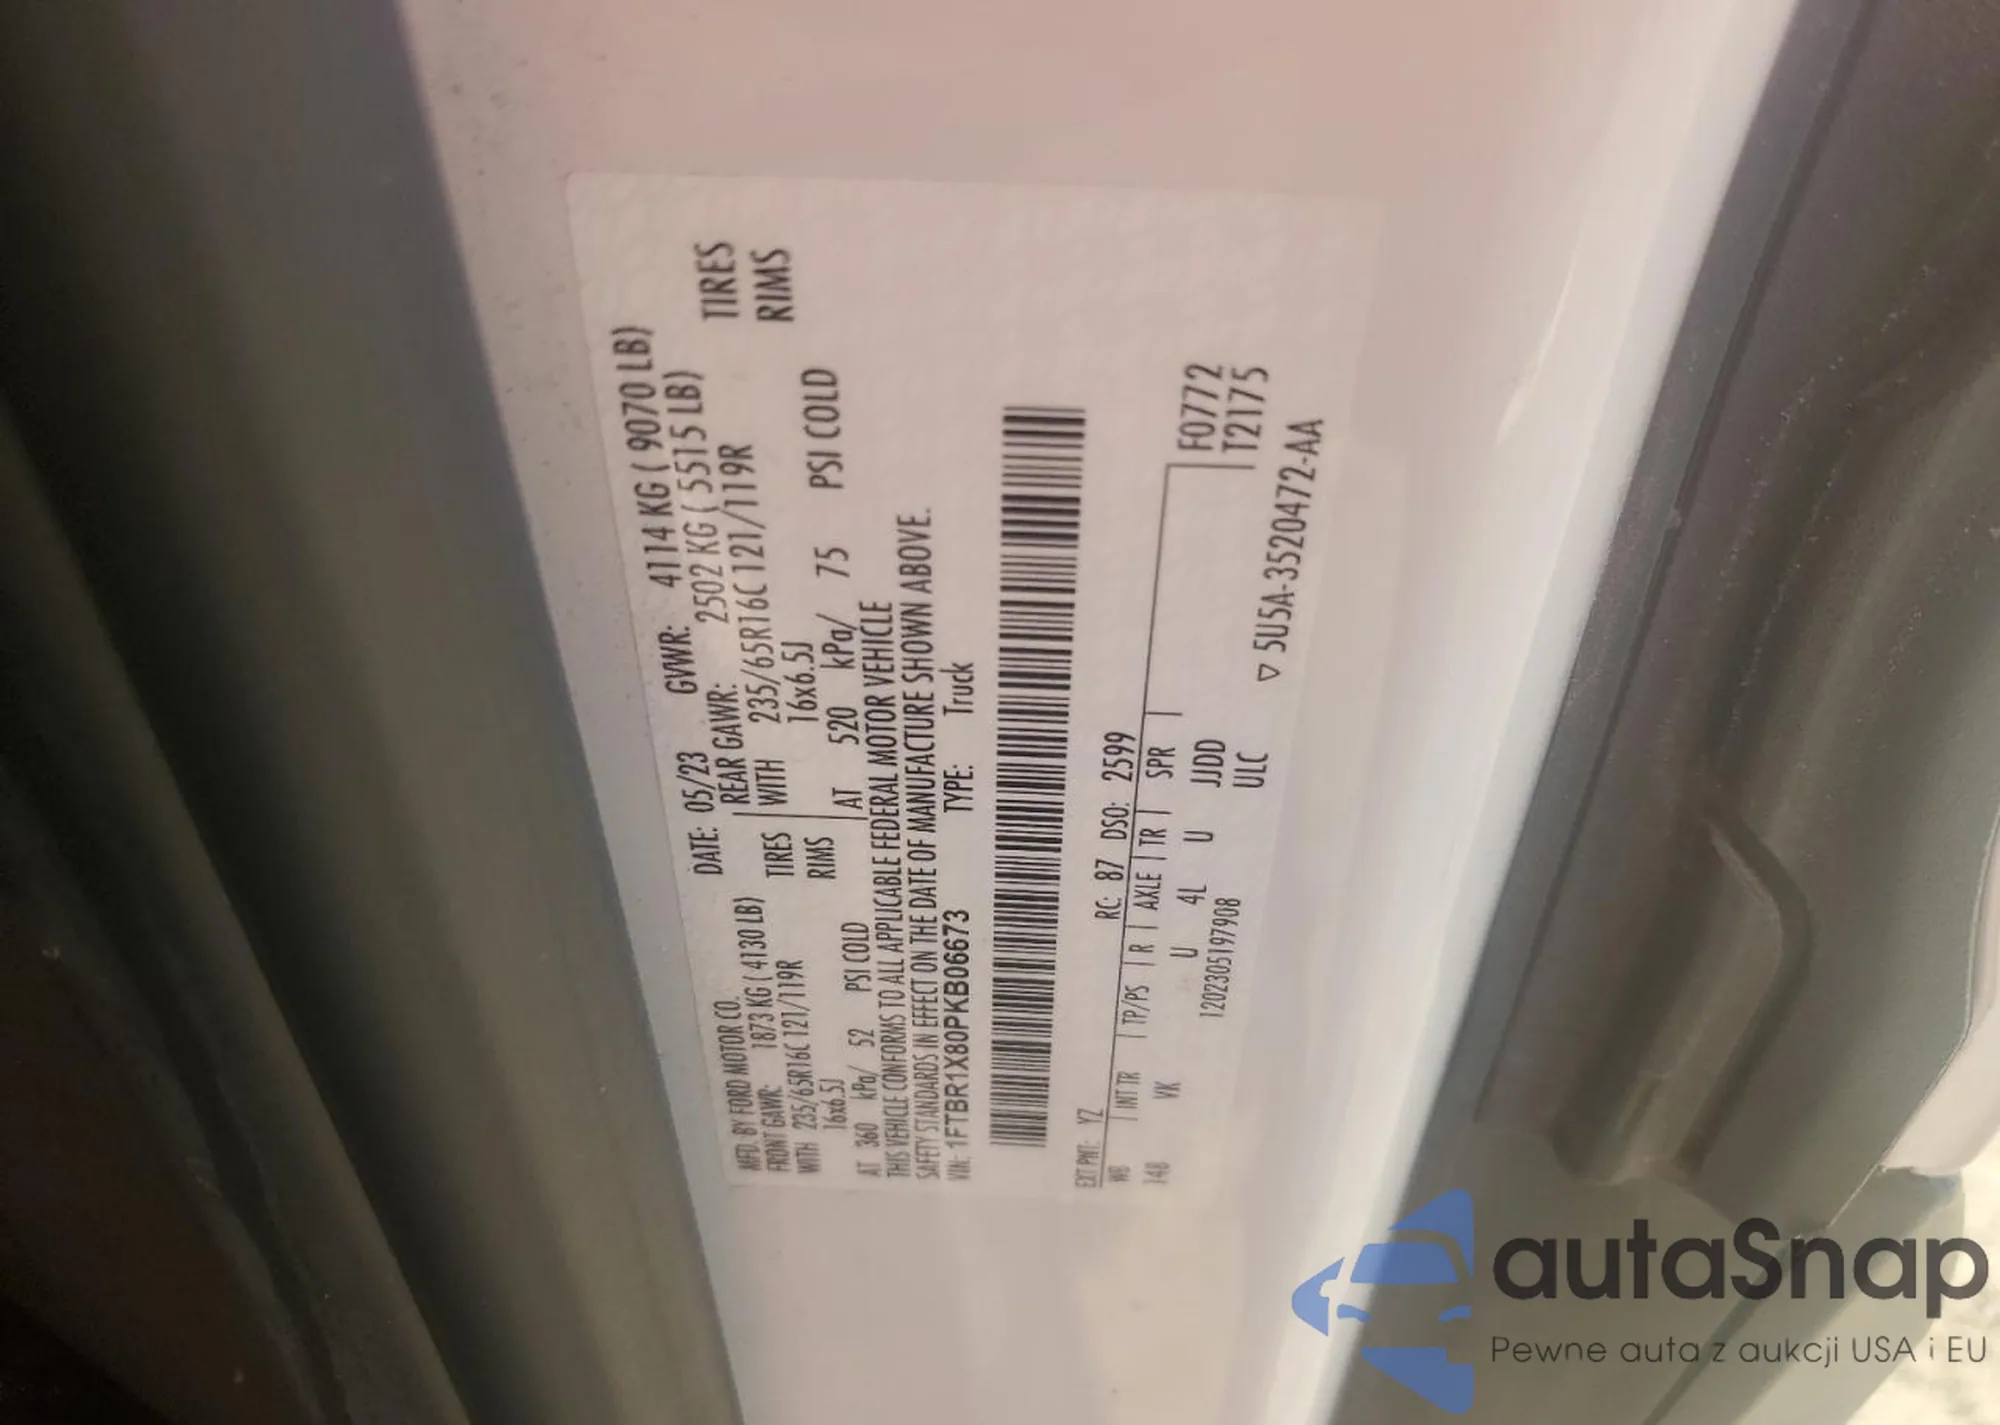 MFD. BY FORD MOTOR CO. DATE: 05/23 GVWR: 4114 KG ( 9070 LB)
FRONT GAWR: 1873 KG ( 4130 LB) REAR GAWR: 2502 KG ( 5515 LB)
WITH 235/65R16C 121/119R TIRES WITH 235/65R16C 121/119R TIRES
16x6.5J RIMS 16x6.5J RIMS
AT 360 kPa/ 52 PSI COLD AT 520 kPa/ 75 PSI COLD
THIS VEHICLE CONFORMS TO ALL APPLICABLE FEDERAL MOTOR VEHICLE
SAFETY STANDARDS IN EFFECT ON THE DATE OF MANUFACTURE SHOWN ABOVE.
VIN: 1FTBR1X80PKB06673 TYPE: Truck
EXT PNT: YZ RC: 87 DSO: 2599
WB INT TR TP/PS R AXLE TR SPR
148 VK U 4L U JJDD F0772
120230519790​8 ULC T2175
▽ 5U5A-3520472-AA
autaSnap
Pewne auta z aukcji USA i EU